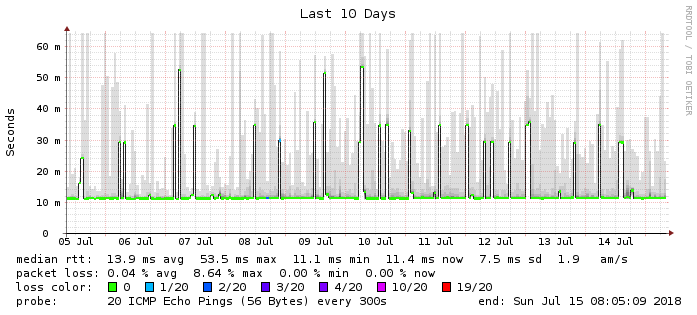 Last 10 Days
RRDTOOL / TOBI OETIKER
Seconds
60 m
50 m
40 m
30 m
20 m
10 m
0
05 Jul 06 Jul 07 Jul 08 Jul 09 Jul 10 Jul 11 Jul 12 Jul 13 Jul 14 Jul
median rtt: 13.9 ms avg 53.5 ms max 11.1 ms min 11.4 ms now 7.5 ms sd 1.9 am/s
packet loss: 0.04 % avg 8.64 % max 0.00 % min 0.00 % now
loss color: 0 1/20 2/20 3/20 4/20 10/20 19/20
probe: 20 ICMP Echo Pings (56 Bytes) every 300s end: Sun Jul 15 08:05:09 2018